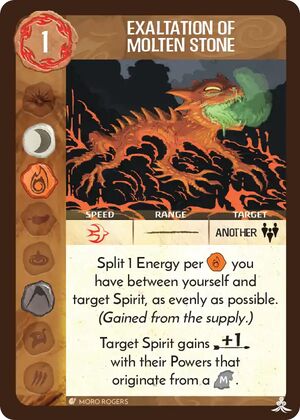 1
EXALTATION OF
MOLTEN STONE
SPEED RANGE TARGET
ANOTHER
Split 1 Energy per you
have between yourself and
target Spirit, as evenly as possible.
(Gained from the supply.)
Target Spirit gains +1
with their Powers that
originate from a M.
MORO ROGERS